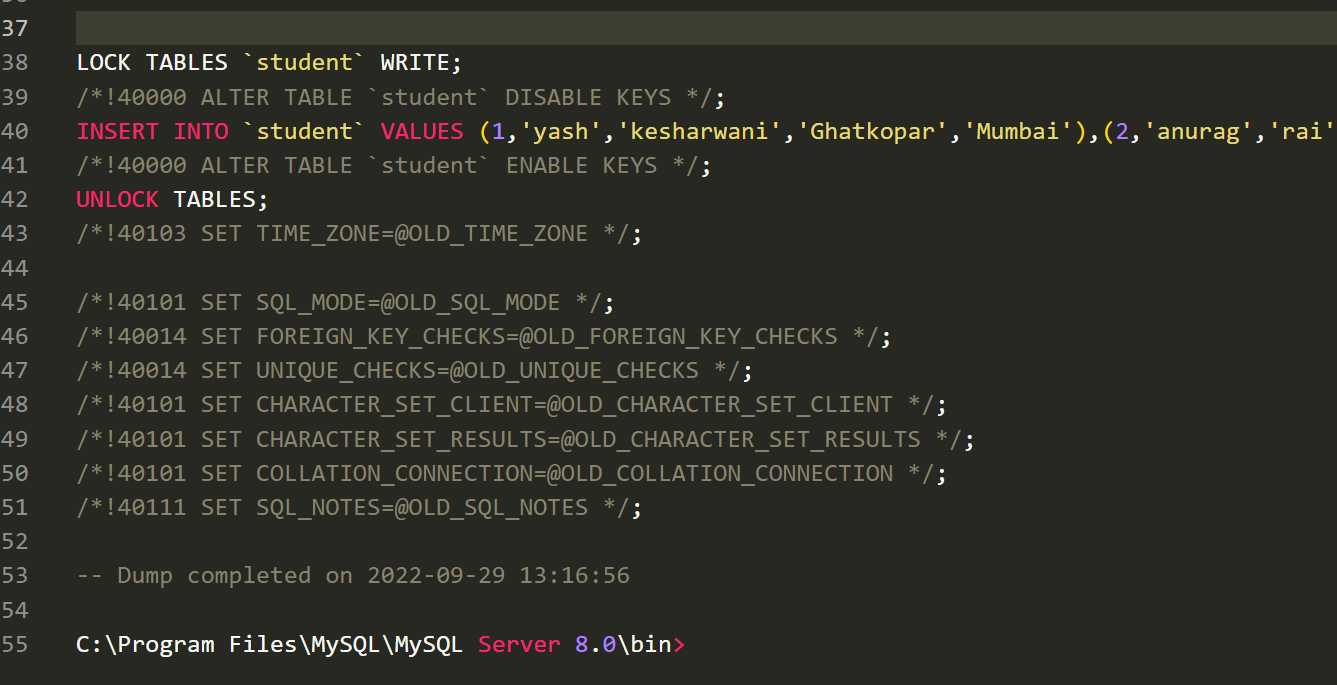 37
38 LOCK TABLES `student` WRITE;
39 /*!40000 ALTER TABLE `student` DISABLE KEYS */;
40 INSERT INTO `student` VALUES (1,'yash','kesharwani','Ghatkopar','Mumbai'),(2,'anurag','rai'
41 /*!40000 ALTER TABLE `student` ENABLE KEYS */;
42 UNLOCK TABLES;
43 /*!40103 SET TIME_ZONE=@OLD_TIME_ZONE */;
44
45 /*!40101 SET SQL_MODE=@OLD_SQL_MODE */;
46 /*!40014 SET FOREIGN_KEY_CHECKS=@OLD_FOREIGN_KEY_CHECKS */;
47 /*!40014 SET UNIQUE_CHECKS=@OLD_UNIQUE_CHECKS */;
48 /*!40101 SET CHARACTER_SET_CLIENT=@OLD_CHARACTER_SET_CLIENT */;
49 /*!40101 SET CHARACTER_SET_RESULTS=@OLD_CHARACTER_SET_RESULTS */;
50 /*!40101 SET COLLATION_CONNECTION=@OLD_COLLATION_CONNECTION */;
51 /*!40111 SET SQL_NOTES=@OLD_SQL_NOTES */;
52
53 -- Dump completed on 2022-09-29 13:16:56
54
55 C:\Program Files\MySQL\MySQL Server 8.0\bin>